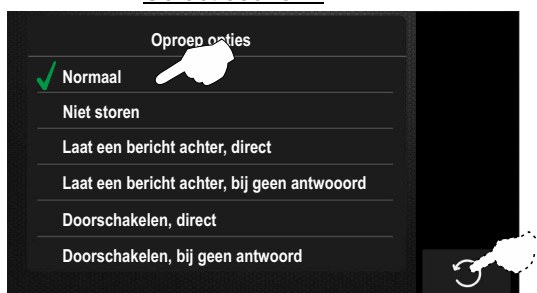 Oproep opties
Normaal
Niet storen
Laat een bericht achter, direct
Laat een bericht achter, bij geen antwooord
Doorschakelen, direct
Doorschakelen, bij geen antwoord